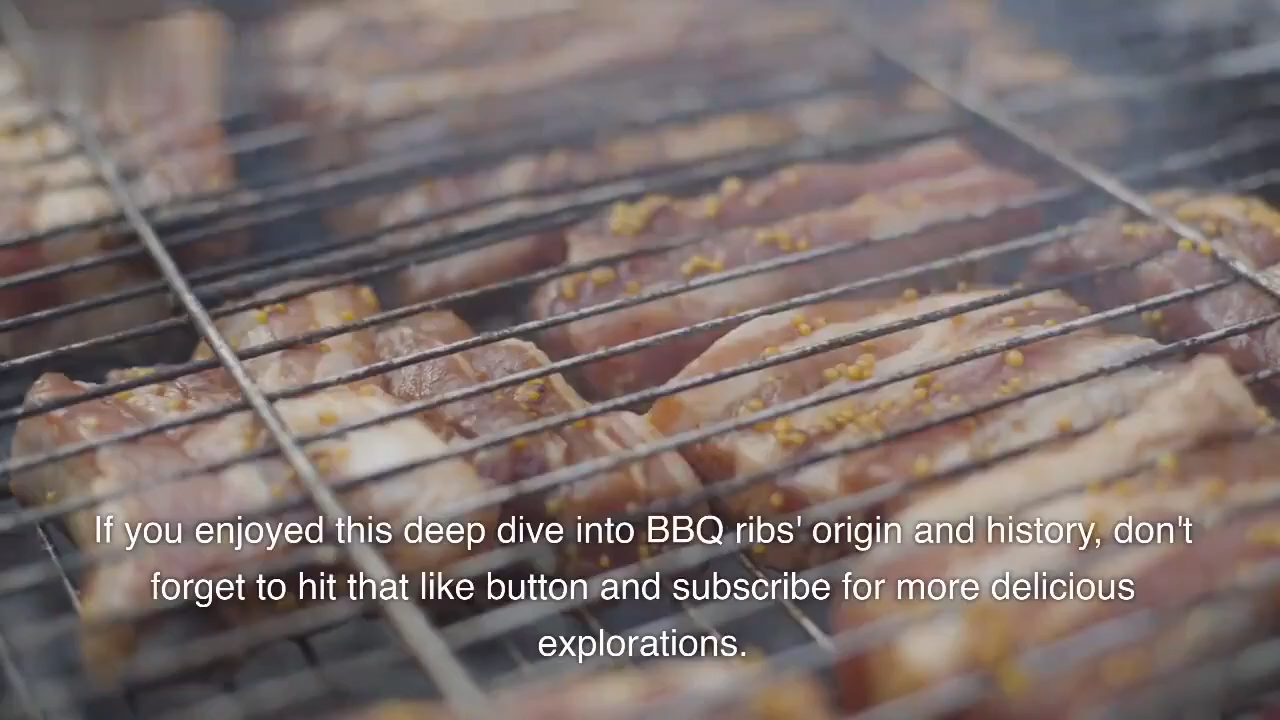 If you enjoyed this deep dive into BBQ ribs' origin and history, don't
forget to hit that like button and subscribe for more delicious
explorations.